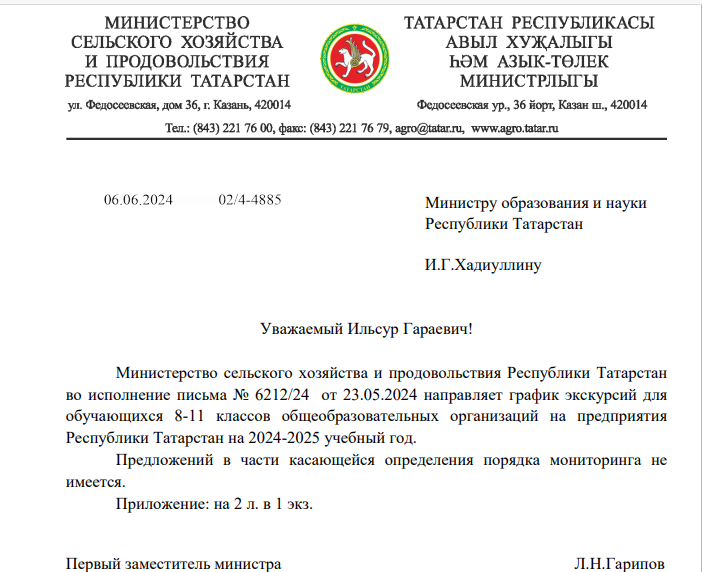 МИНИСТЕРСТВО
СЕЛЬСКОГО ХОЗЯЙСТВА
И ПРОДОВОЛЬСТВИЯ
РЕСПУБЛИКИ ТАТАРСТАН
ул. Федосеевская, дом 36, г. Казань, 420014
ТАТАРСТАН РЕСПУБЛИКАСЫ
АВЫЛ ХУҖАЛЫГЫ
ҺӘМ АЗЫК-ТӨЛЕК
МИНИСТРЛЫГЫ
Федосеевская ур., 36 йорт, Казан ш., 420014
Тел.: (843) 221 76 00, факс: (843) 221 76 79, agro@tatar.ru, www.agro.tatar.ru
06.06.2024 02/4-4885
Министру образования и науки
Республики Татарстан
И.Г.Хадиуллину
Уважаемый Ильсур Гараевич!
Министерство сельского хозяйства и продовольствия Республики Татарстан
во исполнение письма № 6212/24 от 23.05.2024 направляет график экскурсий для
обучающихся 8-11 классов общеобразовательных организаций на предприятия
Республики Татарстан на 2024-2025 учебный год.
Предложений в части касающейся определения порядка мониторинга не
имеется.
Приложение: на 2 л. в 1 экз.
Первый заместитель министра Л.Н.Гарипов